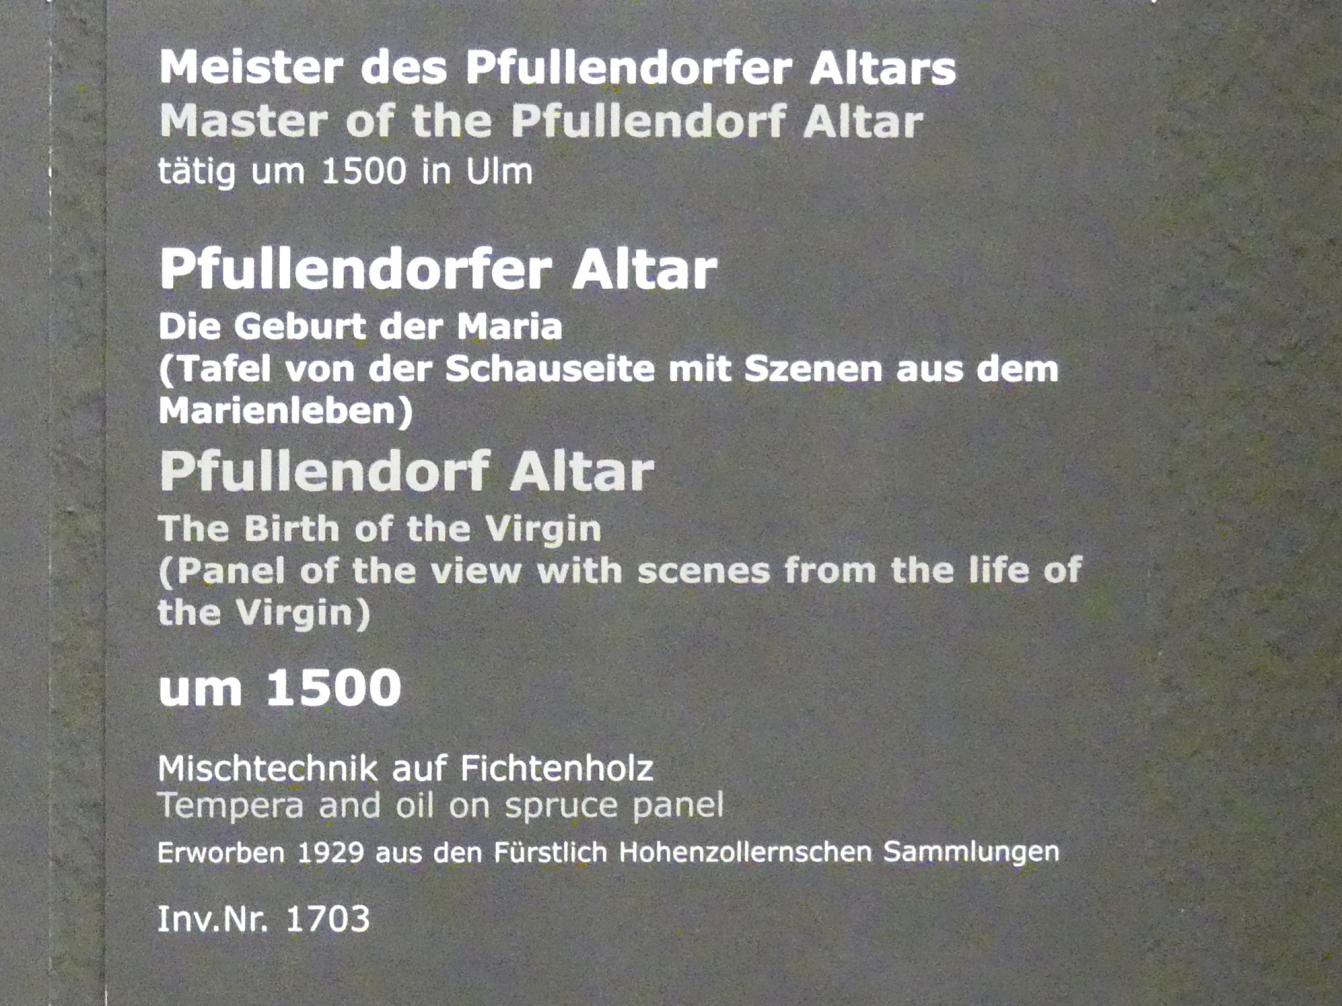 Meister des Pfullendorfer Altars
Master of the Pfullendorf Altar
tätig um 1500 in Ulm
Pfullendorfer Altar
Die Geburt der Maria
(Tafel von der Schauseite mit Szenen aus dem
Marienleben)
Pfullendorf Altar
The Birth of the Virgin
(Panel of the view with scenes from the life of
the Virgin)
um 1500
Mischtechnik auf Fichtenholz
Tempera and oil on spruce panel
Erworben 1929 aus den Fürstlich Hohenzollernschen Sammlungen
Inv.Nr. 1703